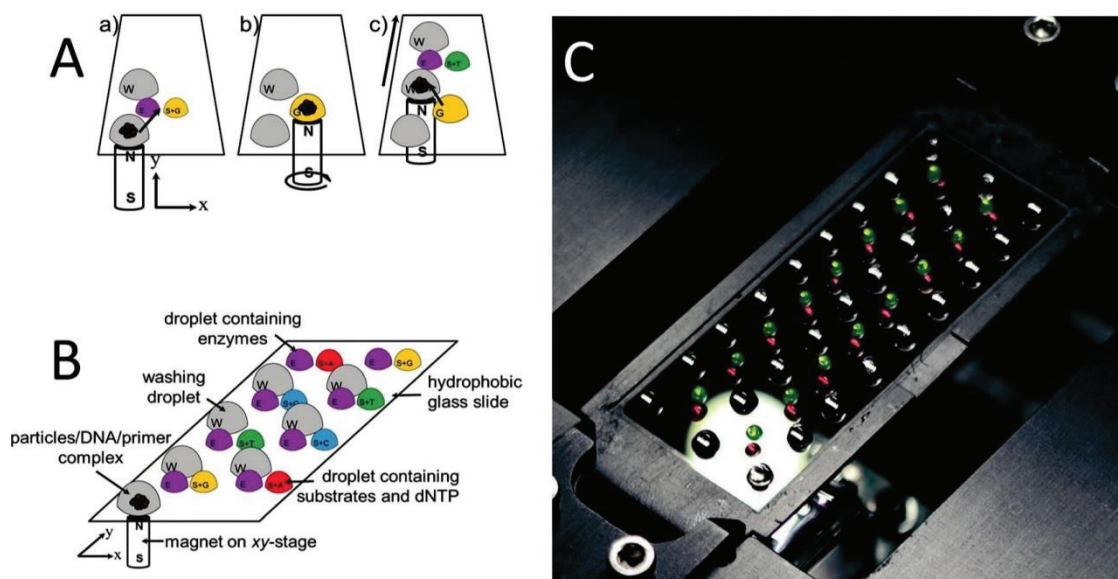 A
a)
W
E
S+G
N
S
y
x
b)
W
G
N
S
c)
W
E
S+T
W
N
G
S
B
droplet containing
enzymes
washing
droplet
particles/DNA/primer
complex
hydrophobic
glass slide
E S+A E S+G
W W
E E S+T
W W
E S+T E S+C
W W
E S+G E S+A
droplet containing
substrates and dNTP
N
S
magnet on xy-stage
y
x
C